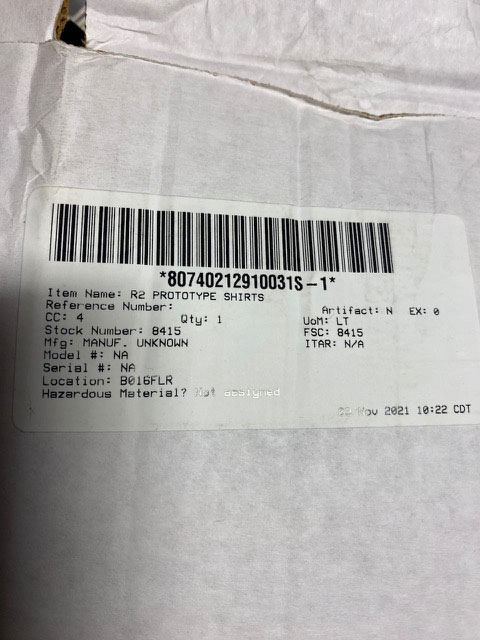 *80740212910031S-1*
Item Name: R2 PROTOTYPE SHIRTS
Reference Number:
Artifact: N EX: 0
CC: 4 Qty: 1 UoM: LT
Stock Number: 8415 FSC: 8415
Mfg: MANUF. UNKNOWN ITAR: N/A
Model #: NA
Serial #: NA
Location: B016FLR
Hazardous Material? Not assigned
Nov 2021 10:22 CDT